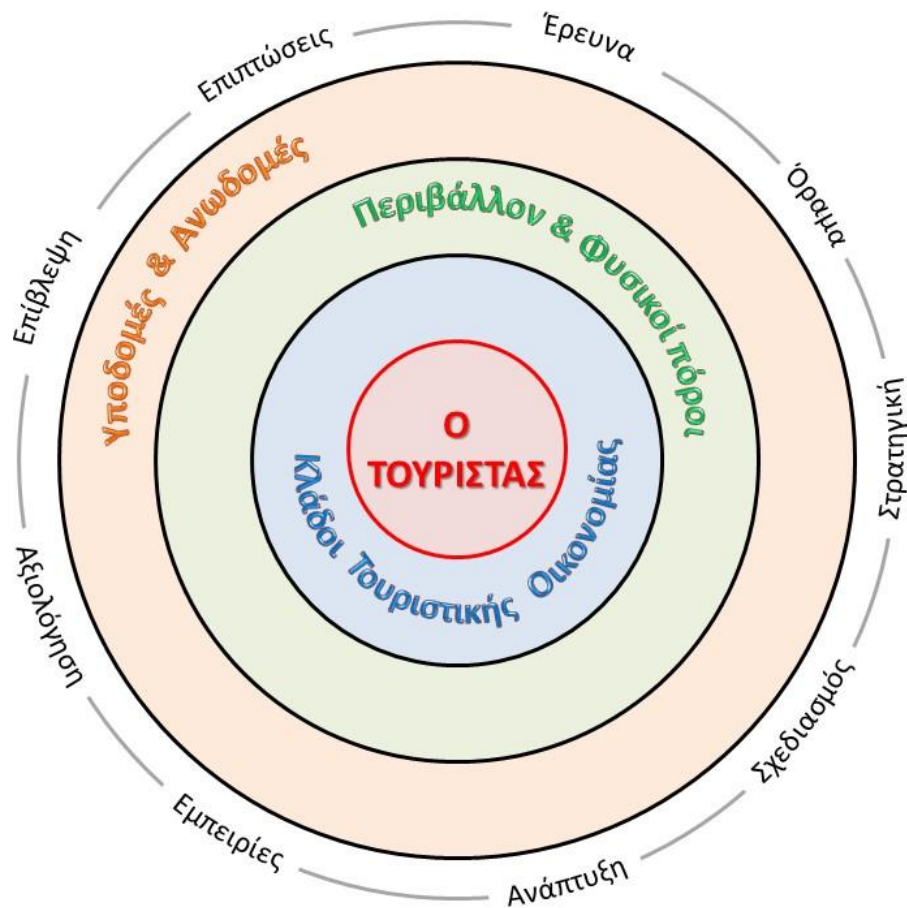 Έρευνα
Όραμα
Στρατηγική
Σχεδιασμός
Ανάπτυξη
Εμπειρίες
Αξιολόγηση
Επίβλεψη
Επιπτώσεις
Υποδομές & Ανωδομές
Περιβάλλον & Φυσικοί πόροι
Κλάδοι Τουριστικής Οικονομίας
Ο
ΤΟΥΡΙΣΤΑΣ